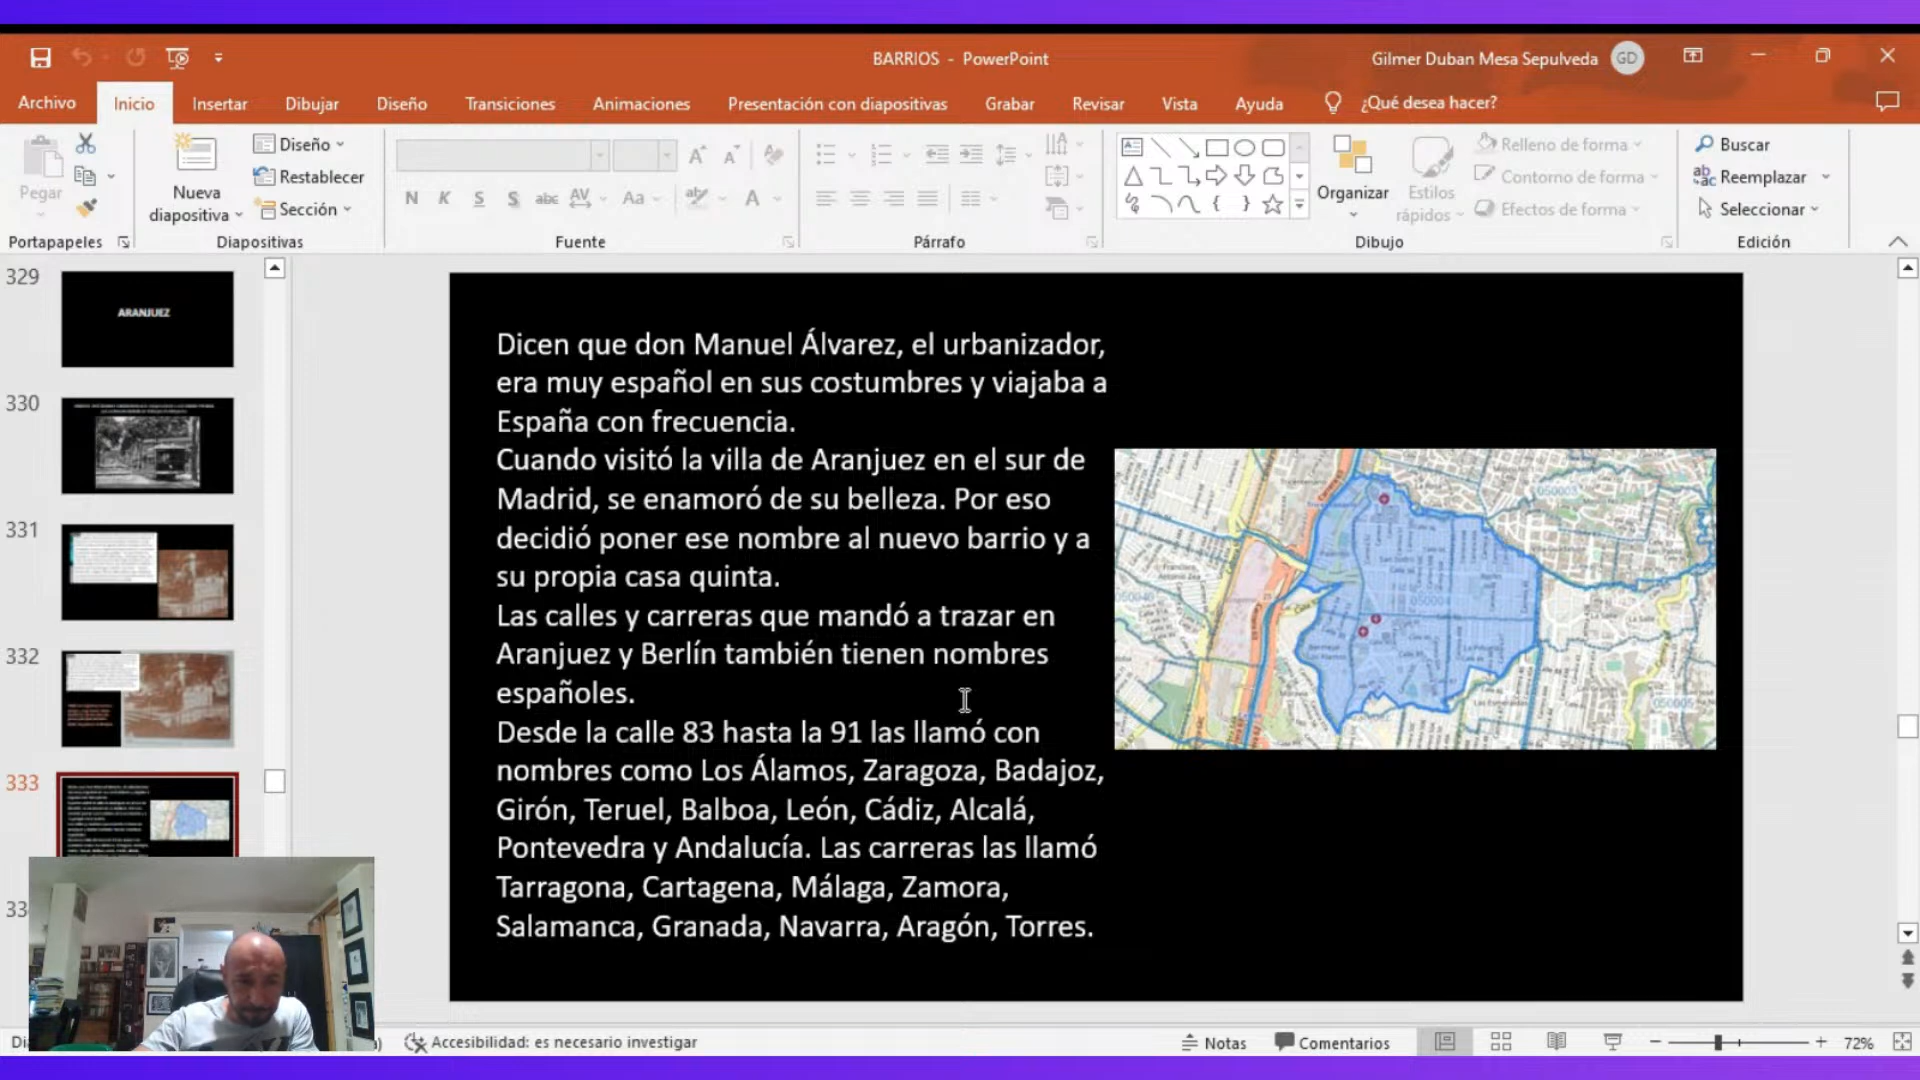 BARRIOS - PowerPoint
Gilmer Duban Mesa Sepulveda
GD
Archivo
Inicio
Insertar
Dibujar
Diseño
Transiciones
Animaciones
Presentación con diapositivas
Grabar
Revisar
Vista
Ayuda
¿Qué desea hacer?
Pegar
Portapapeles
Nueva
diapositiva
Diseño
Restablecer
Sección
Diapositivas
N K S S abc AV Aa A
Fuente
Párrafo
Organizar
Estilos
rápidos
Relleno de forma
Contorno de forma
Efectos de forma
Dibujo
Buscar
Reemplazar
Seleccionar
Edición
329
ARANJUEZ
330
331
332
333
Dicen que don Manuel Álvarez, el urbanizador,
era muy español en sus costumbres y viajaba a
España con frecuencia.
Cuando visitó la villa de Aranjuez en el sur de
Madrid, se enamoró de su belleza. Por eso
decidió poner ese nombre al nuevo barrio y a
su propia casa quinta.
Las calles y carreras que mandó a trazar en
Aranjuez y Berlín también tienen nombres
españoles.
Desde la calle 83 hasta la 91 las llamó con
nombres como Los Álamos, Zaragoza, Badajoz,
Girón, Teruel, Balboa, León, Cádiz, Alcalá,
Pontevedra y Andalucía. Las carreras las llamó
Tarragona, Cartagena, Málaga, Zamora,
Salamanca, Granada, Navarra, Aragón, Torres.
Accesibilidad: es necesario investigar
Notas
Comentarios
72%